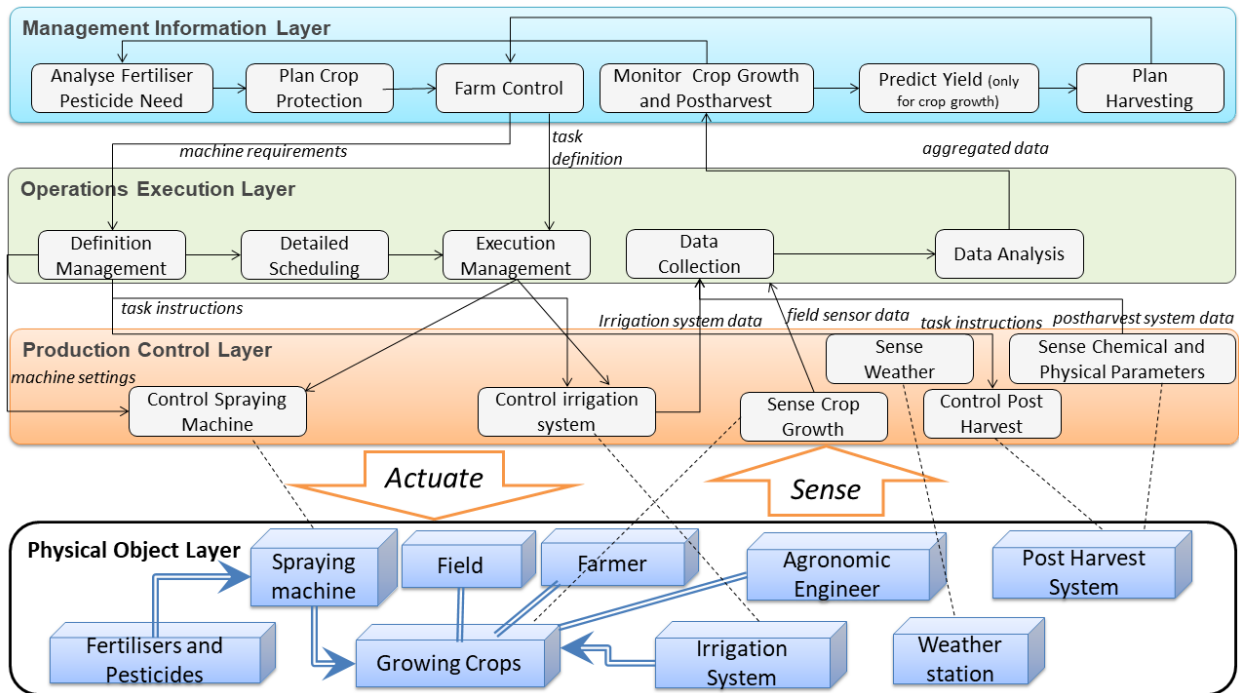 Management Information Layer
Analyse Fertiliser
Pesticide Need
Plan Crop
Protection
Farm Control
Monitor Crop Growth
and Postharvest
Predict Yield (only
for crop growth)
Plan
Harvesting
machine requirements
task
definition
aggregated data
Operations Execution Layer
Definition
Management
Detailed
Scheduling
Execution
Management
Data
Collection
Data Analysis
task instructions
Irrigation system data
field sensor data
task instructions
postharvest system data
Production Control Layer
machine settings
Control Spraying
Machine
Control irrigation
system
Sense Crop
Growth
Sense
Weather
Control Post
Harvest
Sense Chemical and
Physical Parameters
Actuate
Sense
Physical Object Layer
Spraying
machine
Field
Farmer
Agronomic
Engineer
Post Harvest
System
Fertilisers and
Pesticides
Growing Crops
Irrigation
System
Weather
station